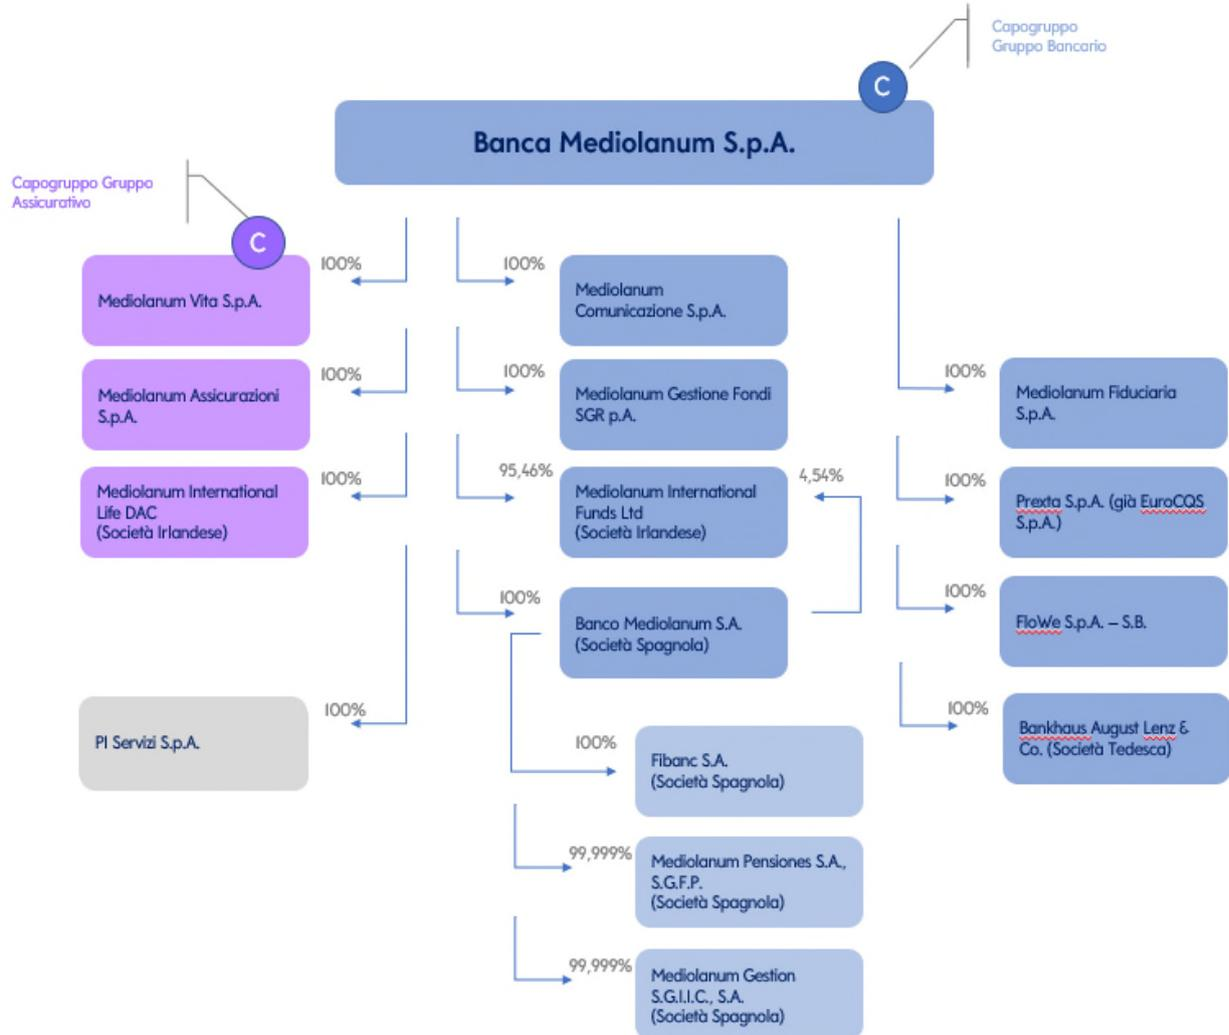 Capogruppo
Gruppo Bancario
C
Banca Mediolanum S.p.A.
Capogruppo Gruppo
Assicurativo
C
100%
Mediolanum Vita S.p.A.
100%
Mediolanum
Comunicazione S.p.A.
100%
Mediolanum Assicurazioni
S.p.A.
100%
Mediolanum Gestione Fondi
SGR p.A.
100%
Mediolanum Fiduciaria
S.p.A.
100%
Mediolanum International
Life DAC
(Società Irlandese)
95,46%
Mediolanum International
Funds Ltd
(Società Irlandese)
4,54%
100%
Prexta S.p.A. (già EuroCQS
S.p.A.)
100%
Banco Mediolanum S.A.
(Società Spagnola)
100%
FloWe S.p.A. – S.B.
100%
PI Servizi S.p.A.
100%
Bankhaus August Lenz &
Co. (Società Tedesca)
100%
Fibanc S.A.
(Società Spagnola)
99,999%
Mediolanum Pensiones S.A.,
S.G.F.P.
(Società Spagnola)
99,999%
Mediolanum Gestion
S.G.I.I.C., S.A.
(Società Spagnola)